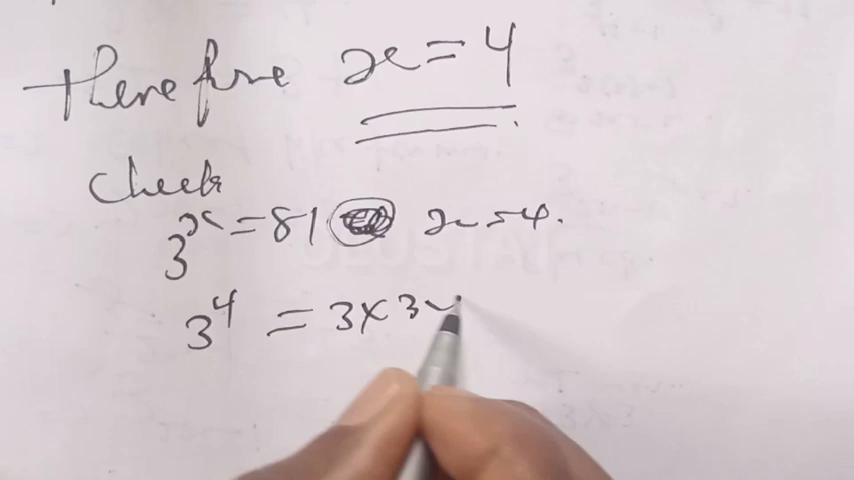 Therefore x = 4
Check
3^x = 81 x = 4.
3^4 = 3 × 3